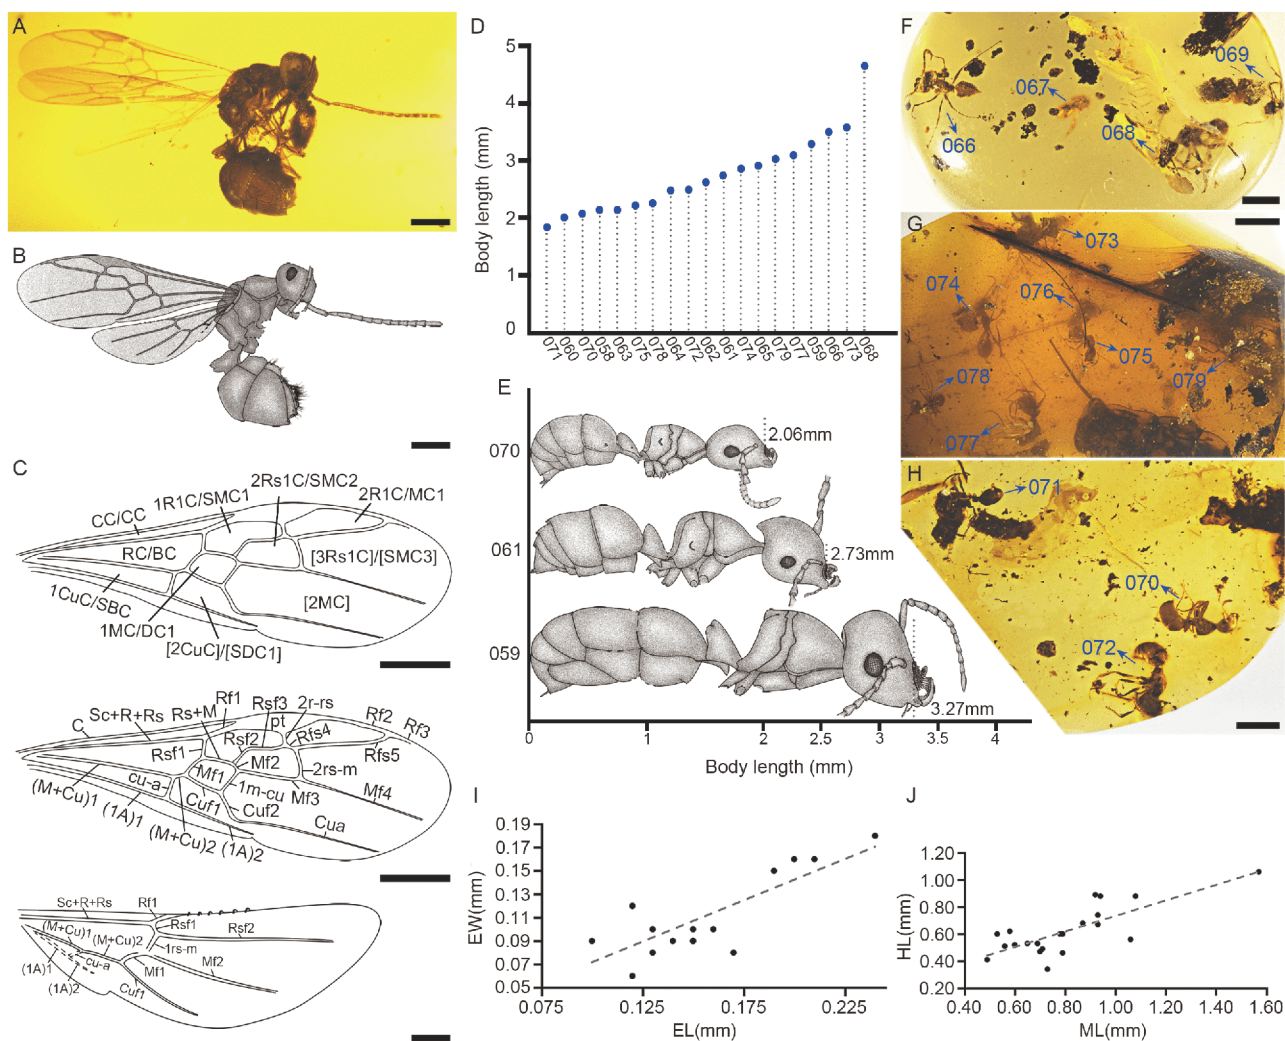 A
B
C
2Rs1C/SMC2
1R1C/SMC1
2R1C/MC1
CC/CC
RC/BC
[3Rs1C]/[SMC3]
1CuC/SBC
[2MC]
1MC/DC1
[2CuC]/[SDC1]
Rf1 Rsf3 2r-rs
Sc+R+Rs Rs+M
C
pt
Rf2 Rf3
Rsf1 Rsf2 Rfs4
Rfs5
Mf2
cu-a Mf1
2rs-m
1m-cu Mf3 Mf4
(M+Cu)1 Cuf1 Cuf2
(1A)1
Cua
(M+Cu)2 (1A)2
Sc+R+Rs Rf1
Rsf1 Rsf2
(M+Cu)1 (M+Cu)2
1rs-m
cu-a
(1A)1 Mf1 Mf2
(1A)2 Cuf1
D
Body length (mm)
5
4
3
2
1
0
071 060 070 058 063 075 078 064 072 062 061 074 065 079 077 059 066 073 068
E
070
2.06mm
061
2.73mm
059
3.27mm
0 1 2 2.5 3 3.5 4
Body length (mm)
F
069
067
066
068
G
073
074
076
075
078
079
077
H
071
070
072
I
EW(mm)
0.19
0.17
0.15
0.13
0.11
0.09
0.07
0.05
0.075 0.125 0.175 0.225
EL(mm)
J
HL(mm)
1.20
1.00
0.80
0.60
0.40
0.20
0.40 0.60 0.80 1.00 1.20 1.40 1.60
ML(mm)